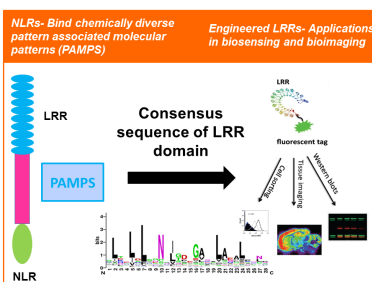 NLRs- Bind chemically diverse
pattern associated molecular
patterns (PAMPS)
Engineered LRRs- Applications
in biosensing and bioimaging
LRR
PAMPS
NLR
Consensus
sequence of LRR
domain
LRR
fluorescent tag
Cell sorting
Tissue imaging
Western blots
bits